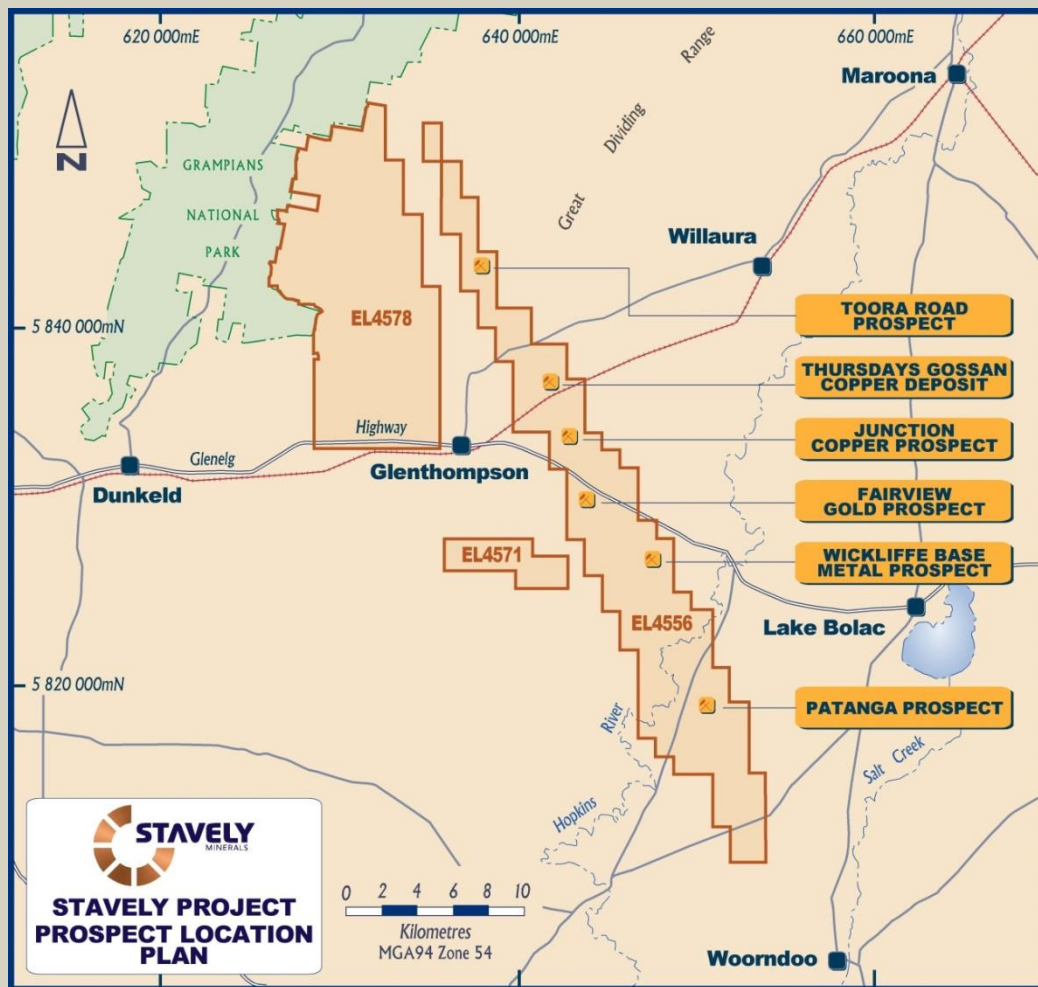 620 000mE
640 000mE
660 000mE
Range
Dividing
Great
Maroona
N
GRAMPIANS
NATIONAL
PARK
Willaura
EL4578
5 840 000mN
TOORA ROAD
PROSPECT
THURSDAYS GOSSAN
COPPER DEPOSIT
JUNCTION
COPPER PROSPECT
FAIRVIEW
GOLD PROSPECT
WICKLIFFE BASE
METAL PROSPECT
PATANGA PROSPECT
Highway
Glenelg
Glenthompson
Dunkeld
EL4571
EL4556
Lake Bolac
5 820 000mN
River
Hopkins
Salt Creek
STAVELY
MINERALS
STAVELY PROJECT
PROSPECT LOCATION
PLAN
0 2 4 6 8 10
Kilometres
MGA94 Zone 54
Woorndoo